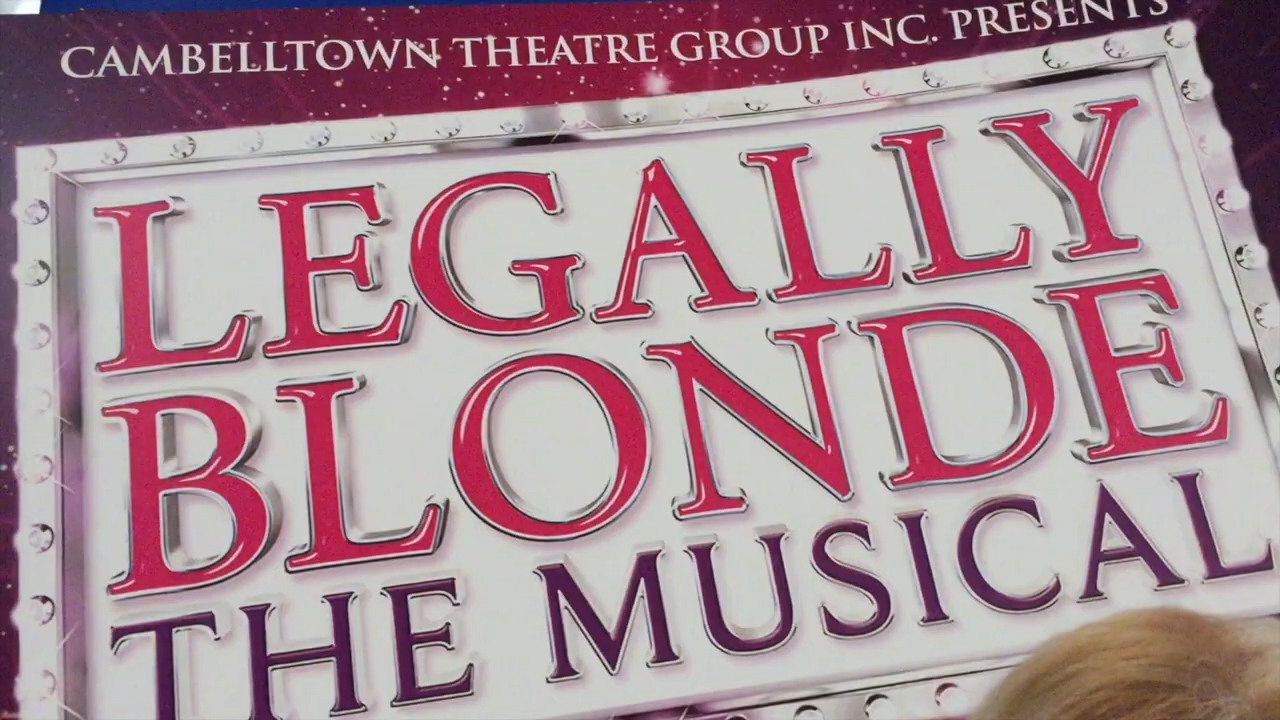 CAMBELLTOWN THEATRE GROUP INC. PRESENTS
LEGALLY
BLONDE
THE MUSICAL